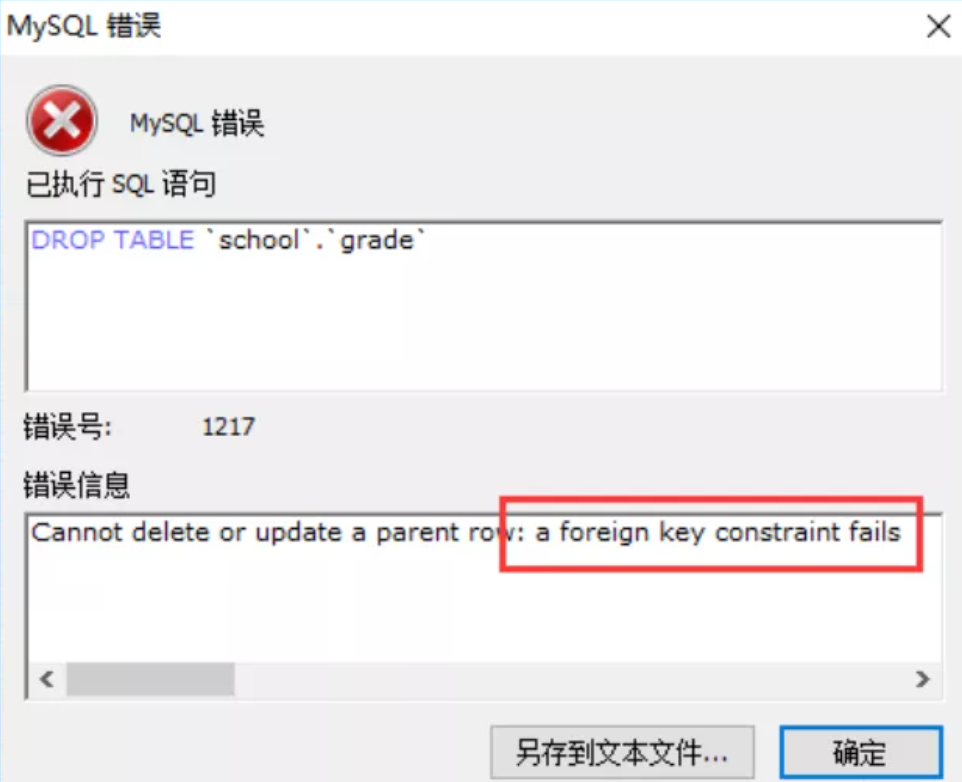 MySQL 错误
MySQL 错误
已执行 SQL 语句
DROP TABLE `school`.`grade`
错误号: 1217
错误信息
Cannot delete or update a parent row: a foreign key constraint fails
另存到文本文件... 确定